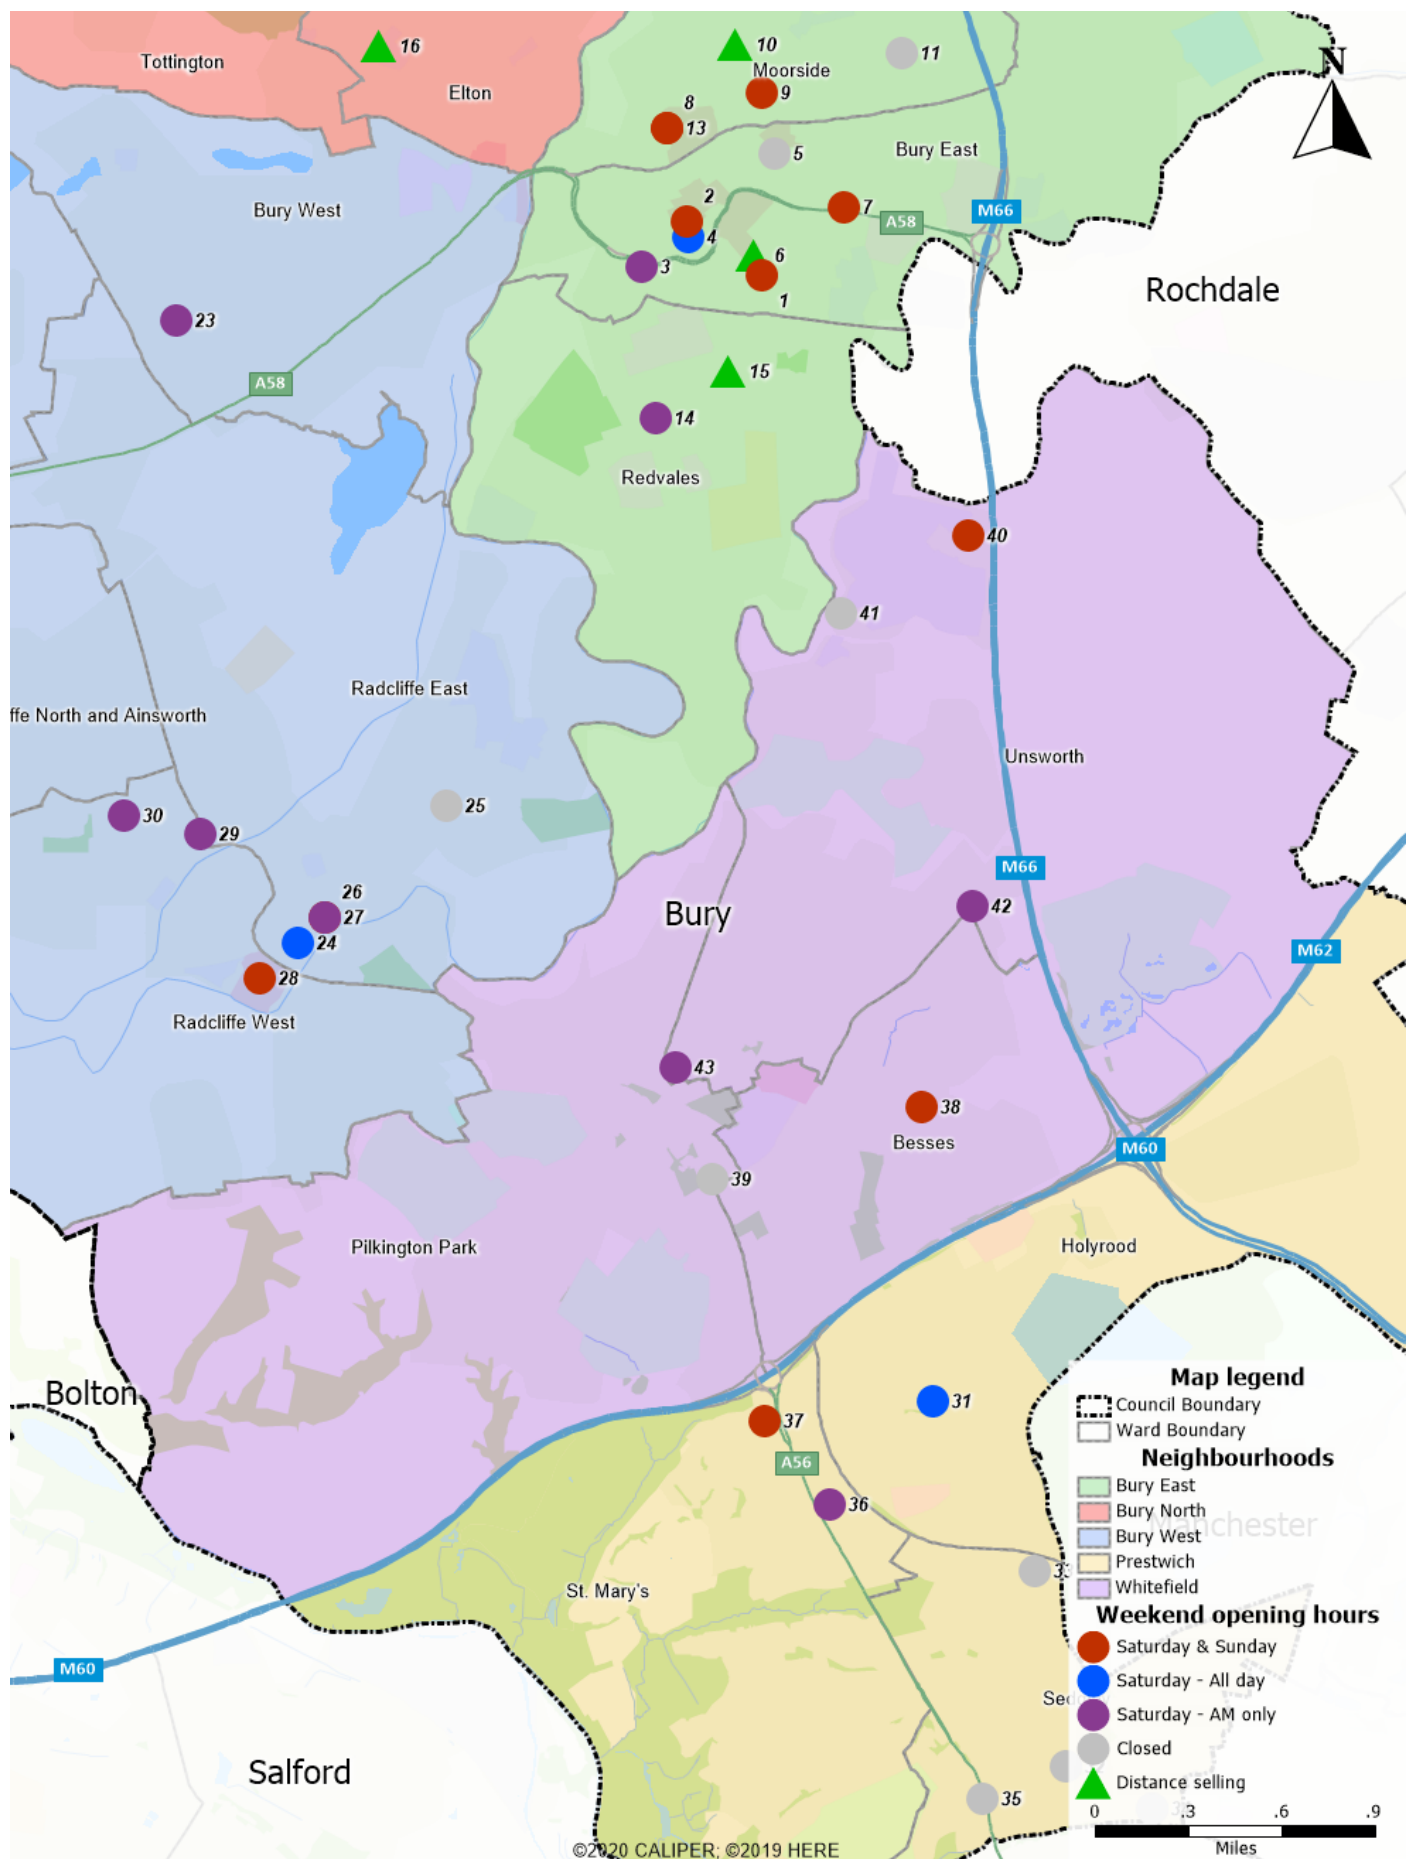 16
10
11
N
Tottington
Moorside
Elton
9
8
13
5
Bury East
2
7
M66
A58
Bury West
4
3
6
1
Rochdale
23
15
A58
14
Redvales
40
41
Radcliffe East
ffe North and Ainsworth
Unsworth
25
30
29
M66
26
27
Bury
42
24
M62
28
Radcliffe West
43
38
Besses
M60
39
Pilkington Park
Holyrood
Bolton
31
37
A56
36
33
St. Mary's
M60
Salford
35
Map legend
Council Boundary
Ward Boundary
Neighbourhoods
Bury East
Bury North
Manchester
Bury West
Prestwich
Whitefield
Weekend opening hours
Saturday & Sunday
Saturday - All day
Saturday - AM only
Closed
Distance selling
0 .3 .6 .9
Miles
©2020 CALIPER; ©2019 HERE